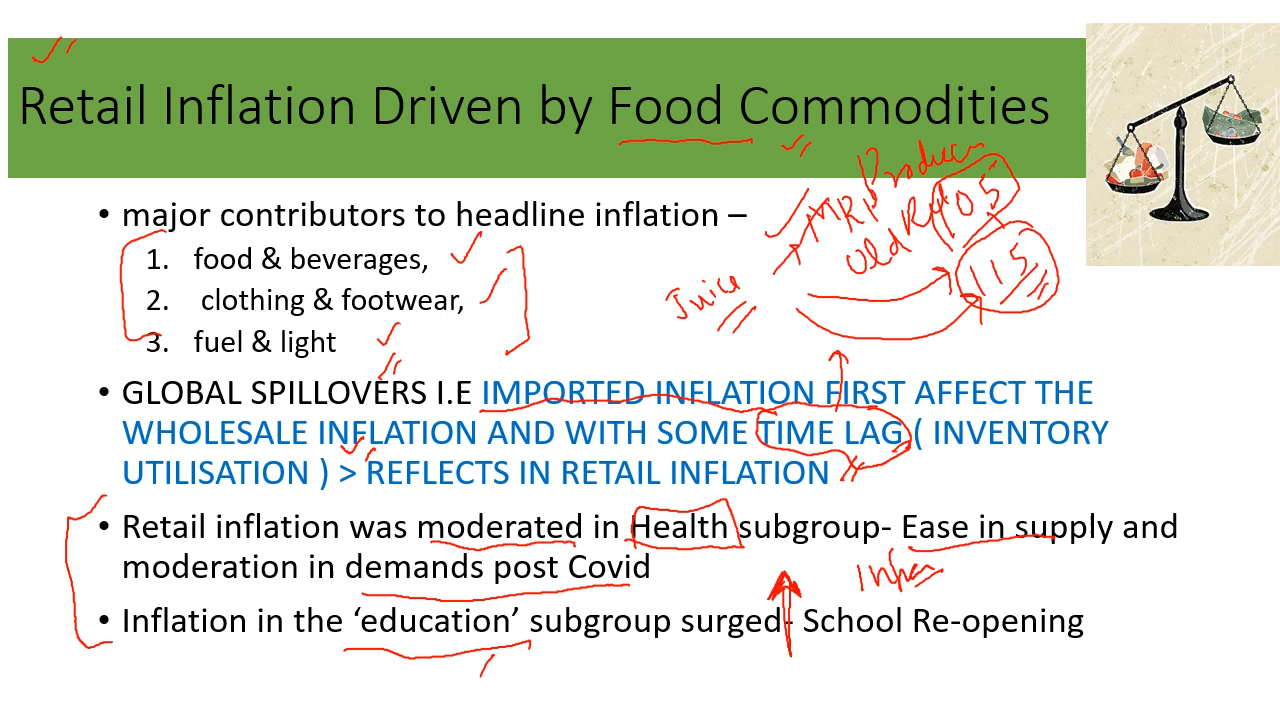 Retail Inflation Driven by Food Commodities
• major contributors to headline inflation –
1. food & beverages,
2. clothing & footwear,
3. fuel & light
Juice
MRP
Old
105
115
• GLOBAL SPILLOVERS I.E IMPORTED INFLATION FIRST AFFECT THE
WHOLESALE INFLATION AND WITH SOME TIME LAG ( INVENTORY
UTILISATION ) > REFLECTS IN RETAIL INFLATION
• Retail inflation was moderated in Health subgroup- Ease in supply and
moderation in demands post Covid
• Inflation in the ‘education’ subgroup surged- School Re-opening